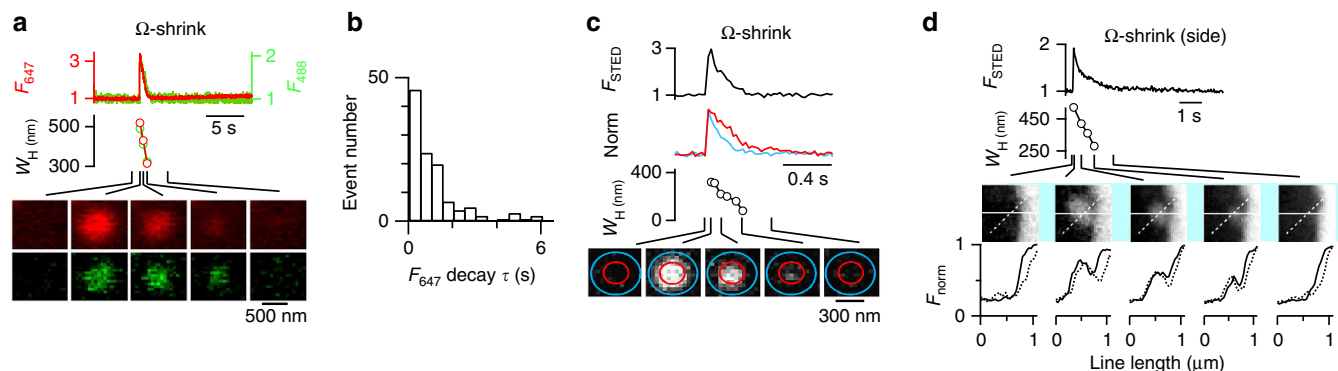 a
Ω-shrink
3
1
F647
2
1
F488
5 s
500
300
WH (nm)
500 nm
b
50
0
Event number
0 6
F647 decay τ (s)
c
Ω-shrink
3
1
FSTED
Norm
0.4 s
400
0
WH (nm)
300 nm
d
Ω-shrink (side)
2
1
FSTED
1 s
500
250
WH (nm)
1
0
Fnorm
0 1 0 1 0 1 0 1 0 1
Line length (μm)